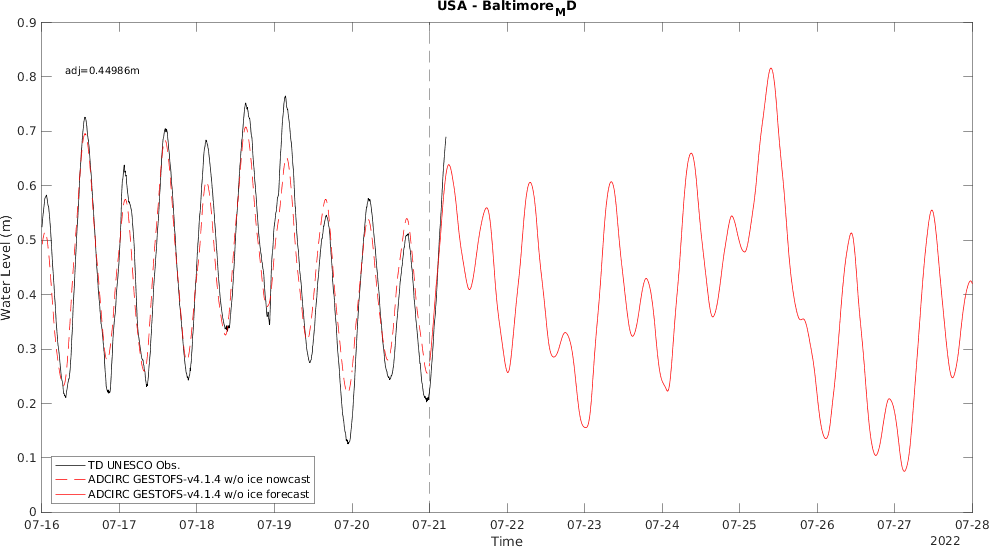 USA - Baltimore_MD
0.9
0.8
0.7
0.6
0.5
0.4
0.3
0.2
0.1
0
Water Level (m)
adj=0.44986m
TD UNESCO Obs.
ADCIRC GESTOFS-v4.1.4 w/o ice nowcast
ADCIRC GESTOFS-v4.1.4 w/o ice forecast
07-16 07-17 07-18 07-19 07-20 07-21 07-22 07-23 07-24 07-25 07-26 07-27 07-28
Time
2022